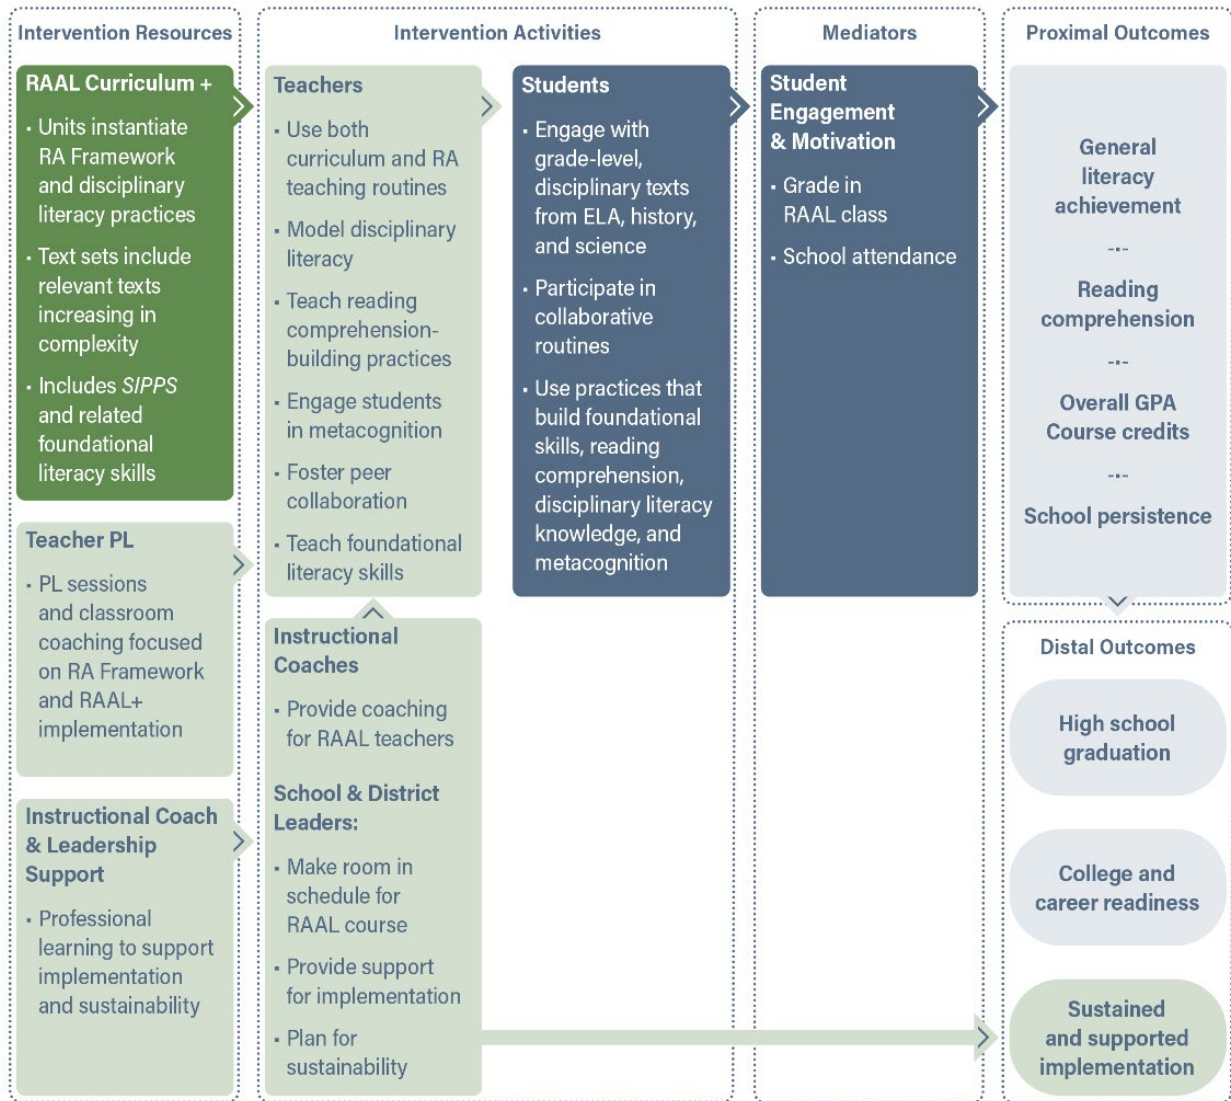 Intervention Resources
RAAL Curriculum +
• Units instantiate
RA Framework
and disciplinary
literacy practices
• Text sets include
relevant texts
increasing in
complexity
• Includes SIPPS
and related
foundational
literacy skills
Teacher PL
• PL sessions
and classroom
coaching focused
on RA Framework
and RAAL+
implementation
Instructional Coach
& Leadership
Support
• Professional
learning to support
implementation
and sustainability
Intervention Activities
Teachers
• Use both
curriculum and RA
teaching routines
• Model disciplinary
literacy
• Teach reading
comprehension-
building practices
• Engage students
in metacognition
• Foster peer
collaboration
• Teach foundational
literacy skills
Instructional
Coaches
• Provide coaching
for RAAL teachers
School & District
Leaders:
• Make room in
schedule for
RAAL course
• Provide support
for implementation
• Plan for
sustainability
Students
• Engage with
grade-level,
disciplinary texts
from ELA, history,
and science
• Participate in
collaborative
routines
• Use practices that
build foundational
skills, reading
comprehension,
disciplinary literacy
knowledge, and
metacognition
Mediators
Student
Engagement
& Motivation
• Grade in
RAAL class
• School attendance
Proximal Outcomes
General
literacy
achievement
Reading
comprehension
Overall GPA
Course credits
School persistence
Distal Outcomes
High school
graduation
College and
career readiness
Sustained
and supported
implementation